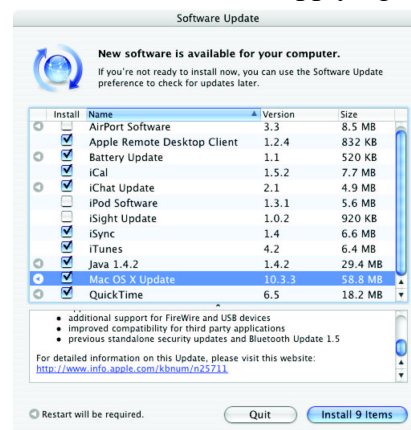 Software Update
New software is available for your computer.
If you're not ready to install now, you can use the Software Update
preference to check for updates later.
Install Name Version Size
AirPort Software 3.3 8.5 MB
Apple Remote Desktop Client 1.2.4 832 KB
Battery Update 1.1 520 KB
iCal 1.5.2 7.7 MB
iChat Update 2.1 4.9 MB
iPod Software 1.3.1 5.6 MB
iSight Update 1.0.2 920 KB
iSync 1.4 6.6 MB
iTunes 4.2 6.4 MB
Java 1.4.2 1.4.2 29.4 MB
Mac OS X Update 10.3.3 58.8 MB
QuickTime 6.5 18.2 MB
• additional support for FireWire and USB devices
• improved compatibility for third party applications
• previous standalone security updates and Bluetooth Update 1.5
For detailed information on this Update, please visit this website:
http://www.info.apple.com/kbnum/n25711
Restart will be required. Quit Install 9 Items